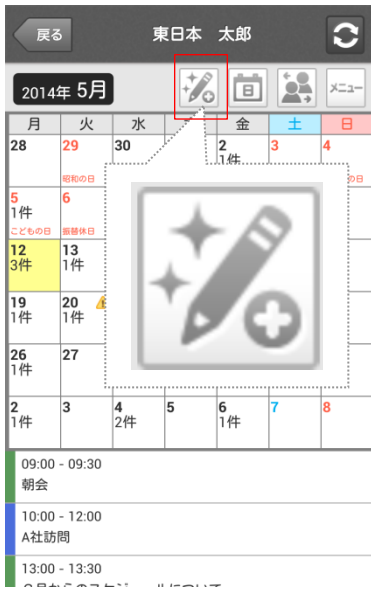 戻る 東日本 太郎
2014年 5月 8 メニュー
月 火 水 金 土 日
28 29 30 2 3 4
昭和の日 1件 の日
5 6
1件
こどもの日 振替休日
12 13
3件 1件
19 20
1件 1件
26 27
1件
2 3 4 5 6 7 8
1件 2件 1件
09:00 - 09:30
朝会
10:00 - 12:00
A社訪問
13:00 - 13:30